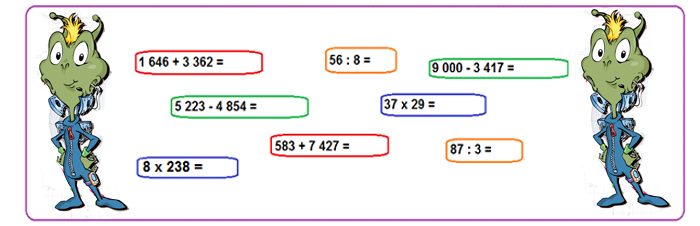 1 646 + 3 362 =
56 : 8 =
9 000 - 3 417 =
5 223 - 4 854 =
37 x 29 =
583 + 7 427 =
87 : 3 =
8 x 238 =